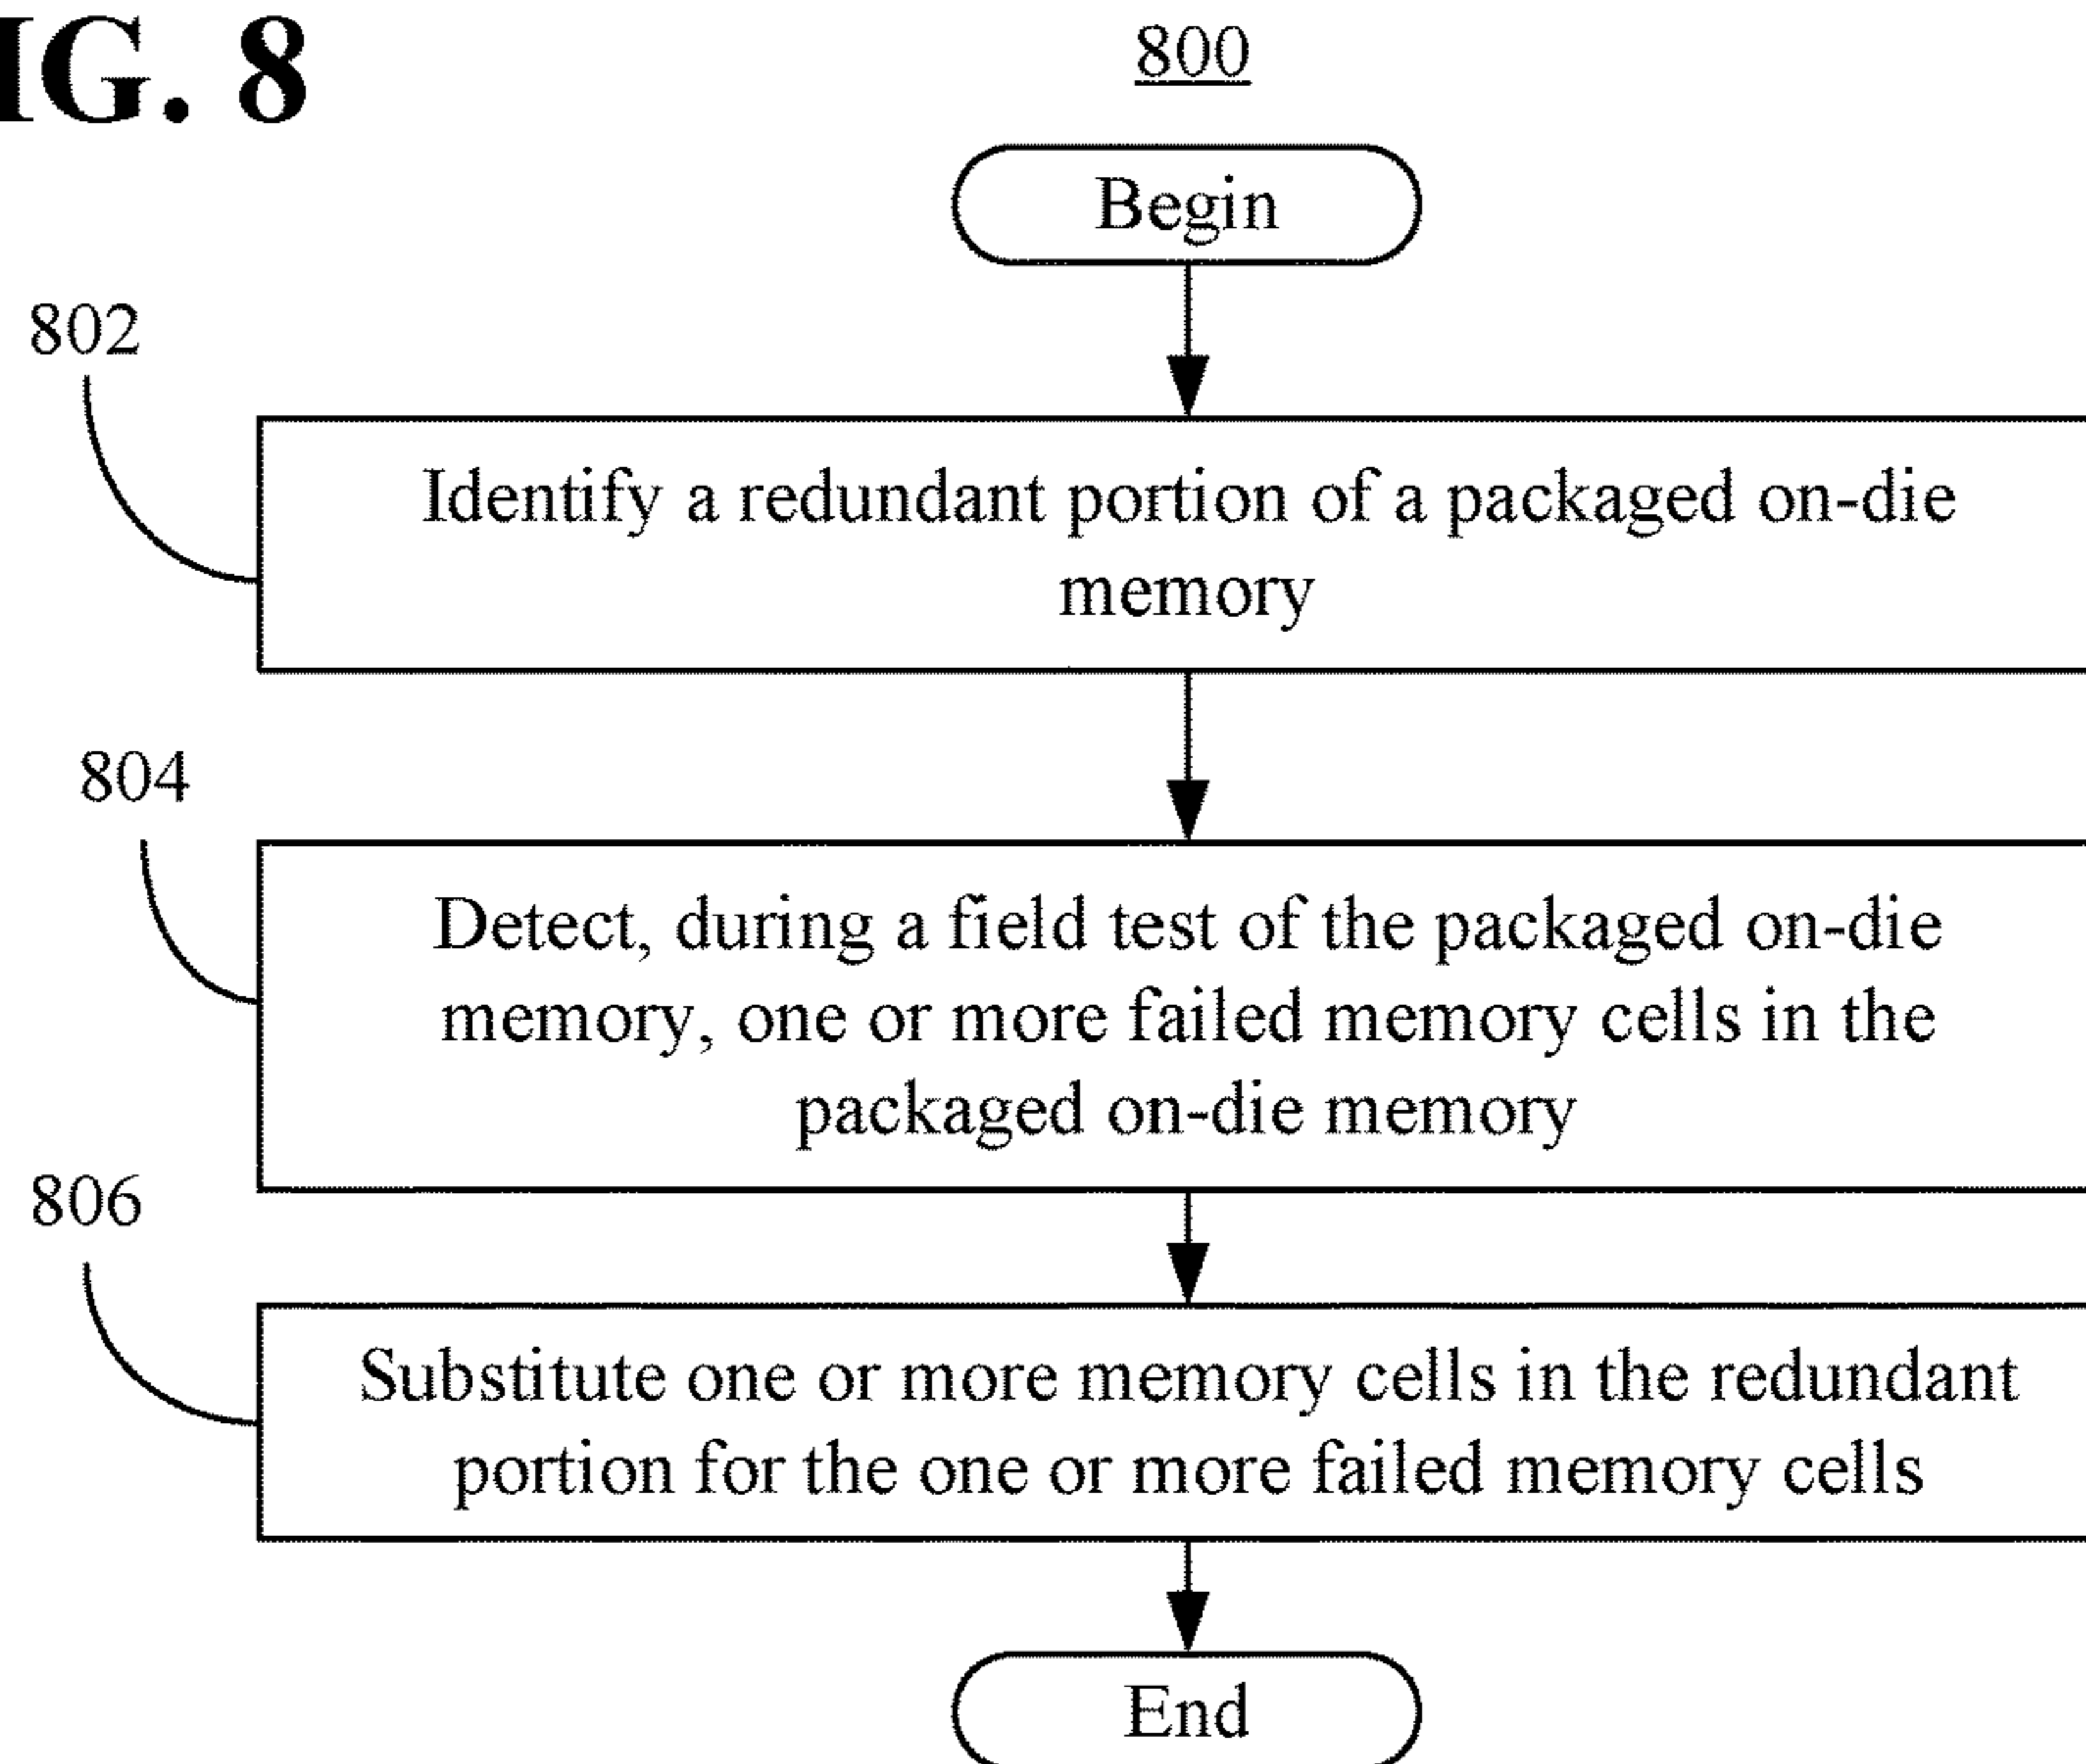 IG. 8
800
Begin
802
Identify a redundant portion of a packaged on-die
memory
804
Detect, during a field test of the packaged on-die
memory, one or more failed memory cells in the
packaged on-die memory
806
Substitute one or more memory cells in the redundant
portion for the one or more failed memory cells
End